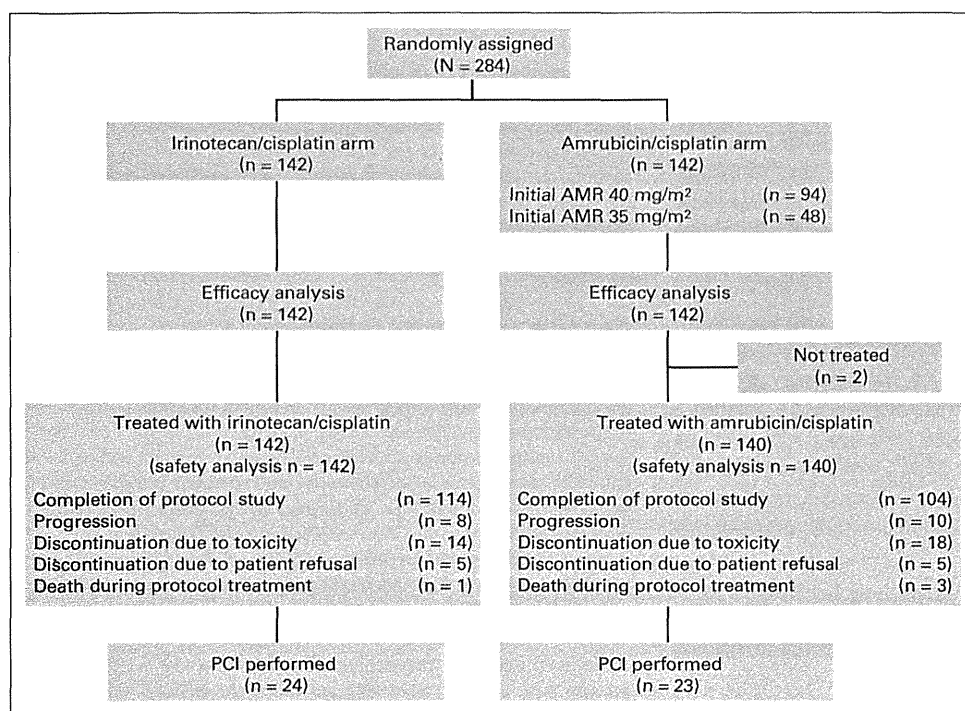 Randomly assigned
(N = 284)
Irinotecan/cisplatin arm
(n = 142)
Amrubicin/cisplatin arm
(n = 142)
Initial AMR 40 mg/m² (n = 94)
Initial AMR 35 mg/m² (n = 48)
Efficacy analysis
(n = 142)
Efficacy analysis
(n = 142)
Not treated
(n = 2)
Treated with irinotecan/cisplatin
(n = 142)
(safety analysis n = 142)
Completion of protocol study (n = 114)
Progression (n = 8)
Discontinuation due to toxicity (n = 14)
Discontinuation due to patient refusal (n = 5)
Death during protocol treatment (n = 1)
Treated with amrubicin/cisplatin
(n = 140)
(safety analysis n = 140)
Completion of protocol study (n = 104)
Progression (n = 10)
Discontinuation due to toxicity (n = 18)
Discontinuation due to patient refusal (n = 5)
Death during protocol treatment (n = 3)
PCI performed
(n = 24)
PCI performed
(n = 23)